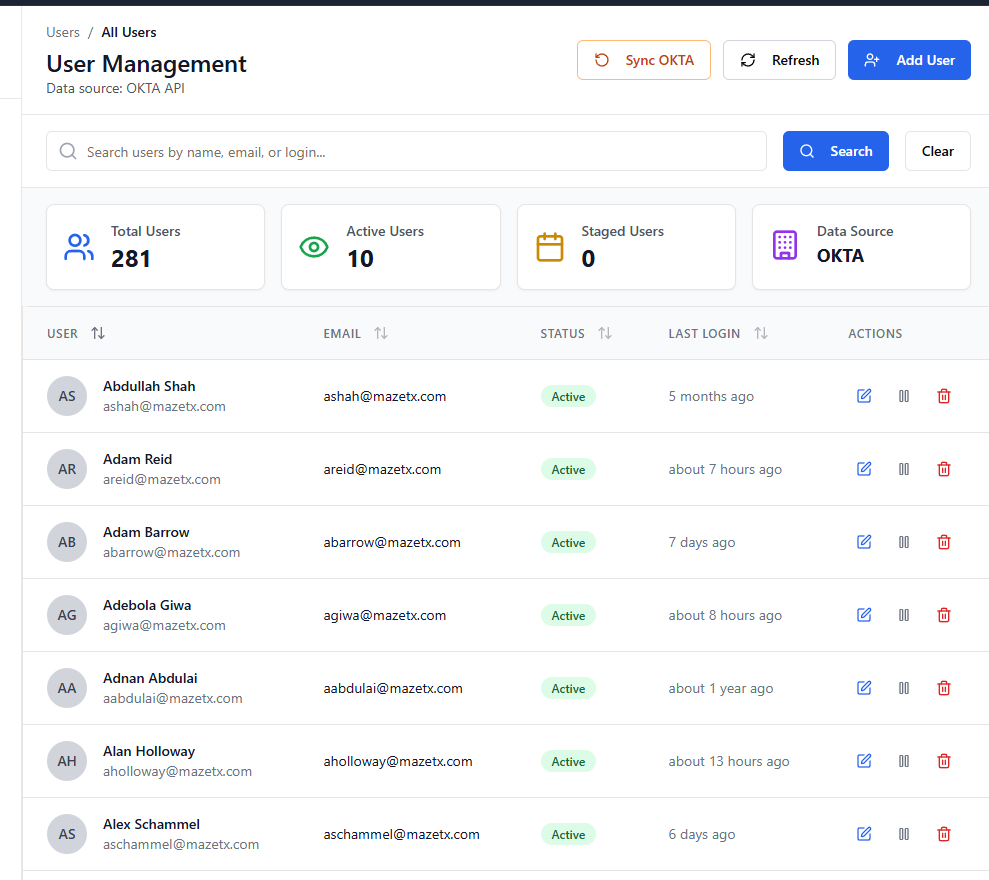 Users / All Users
User Management
Data source: OKTA API
Sync OKTA
Refresh
Add User
Search users by name, email, or login...
Search
Clear
Total Users
281
Active Users
10
Staged Users
0
Data Source
OKTA
USER EMAIL STATUS LAST LOGIN ACTIONS
AS Abdullah Shah
ashah@mazetx.com
ashah@mazetx.com Active 5 months ago
AR Adam Reid
areid@mazetx.com
areid@mazetx.com Active about 7 hours ago
AB Adam Barrow
abarrow@mazetx.com
abarrow@mazetx.com Active 7 days ago
AG Adebola Giwa
agiwa@mazetx.com
agiwa@mazetx.com Active about 8 hours ago
AA Adnan Abdulai
aabdulai@mazetx.com
aabdulai@mazetx.com Active about 1 year ago
AH Alan Holloway
aholloway@mazetx.com
aholloway@mazetx.com Active about 13 hours ago
AS Alex Schammel
aschammel@mazetx.com
aschammel@mazetx.com Active 6 days ago